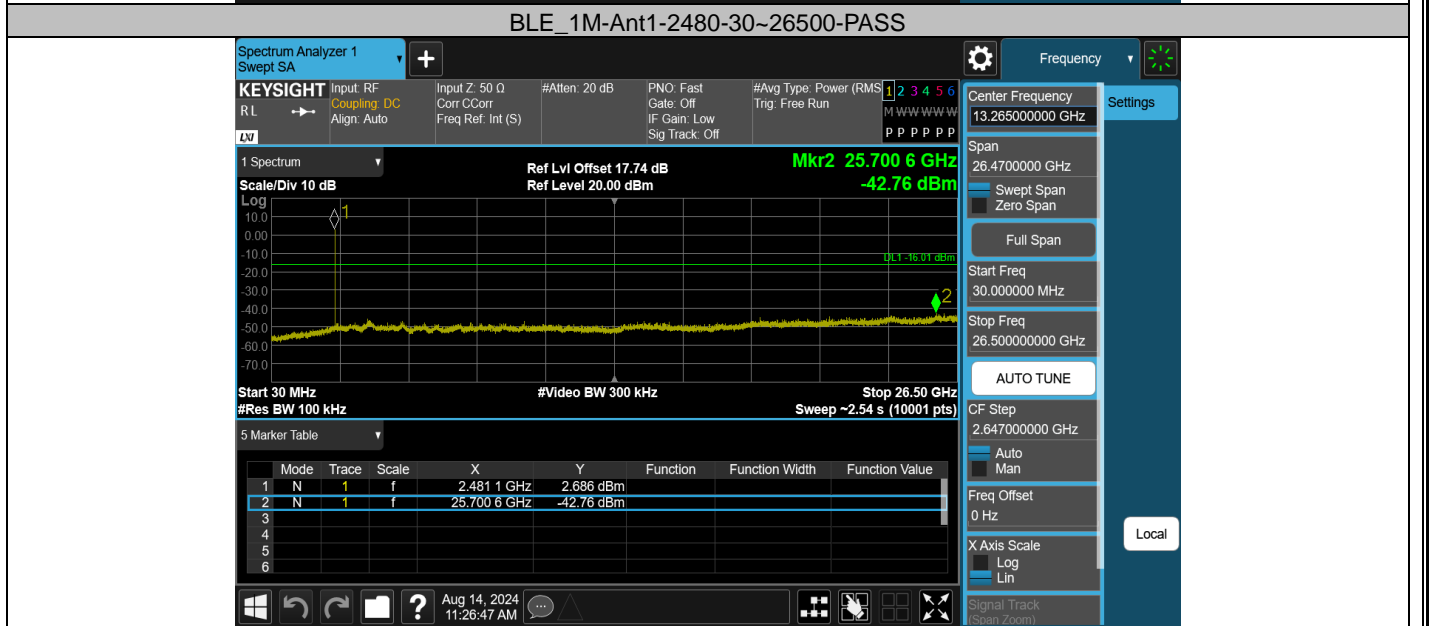 BLE_1M-Ant1-2480-30~26500-PASS
Spectrum Analyzer 1
Swept SA
+
Frequency
KEYSIGHT
RL
LXI
Input: RF
Coupling: DC
Align: Auto
Input Z: 50 Ω
Corr CCorr
Freq Ref: Int (S)
#Atten: 20 dB
PNO: Fast
Gate: Off
IF Gain: Low
Sig Track: Off
#Avg Type: Power (RMS
Trig: Free Run
1 2 3 4 5 6
M W W W W W
P P P P P P
1 Spectrum
Scale/Div 10 dB
Ref Lvl Offset 17.74 dB
Ref Level 20.00 dBm
Mkr2 25.700 6 GHz
-42.76 dBm
Log
10.0
0.00
-10.0
-20.0
-30.0
-40.0
-50.0
-60.0
-70.0
1
DL1 -16.01 dBm
2
Start 30 MHz
#Res BW 100 kHz
#Video BW 300 kHz
Stop 26.50 GHz
Sweep ~2.54 s (10001 pts)
5 Marker Table
Mode Trace Scale X Y Function Function Width Function Value
1 N 1 f 2.481 1 GHz 2.686 dBm
2 N 1 f 25.700 6 GHz -42.76 dBm
3
4
5
6
?
Aug 14, 2024
11:26:47 AM
Center Frequency
13.265000000 GHz
Settings
Span
26.4700000 GHz
Swept Span
Zero Span
Full Span
Start Freq
30.000000 MHz
Stop Freq
26.500000000 GHz
AUTO TUNE
CF Step
2.647000000 GHz
Auto
Man
Freq Offset
0 Hz
X Axis Scale
Log
Lin
Local
Signal Track
(Span Zoom)